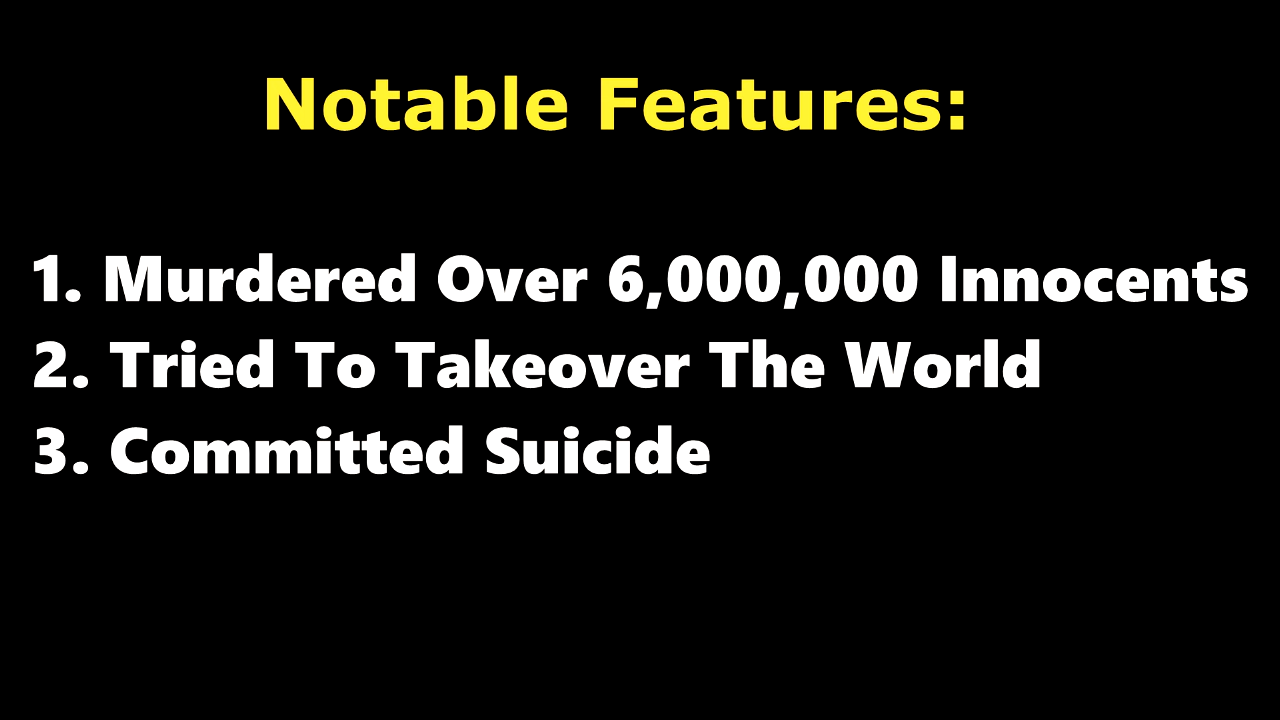 Notable Features:
1. Murdered Over 6,000,000 Innocents
2. Tried To Takeover The World
3. Committed Suicide